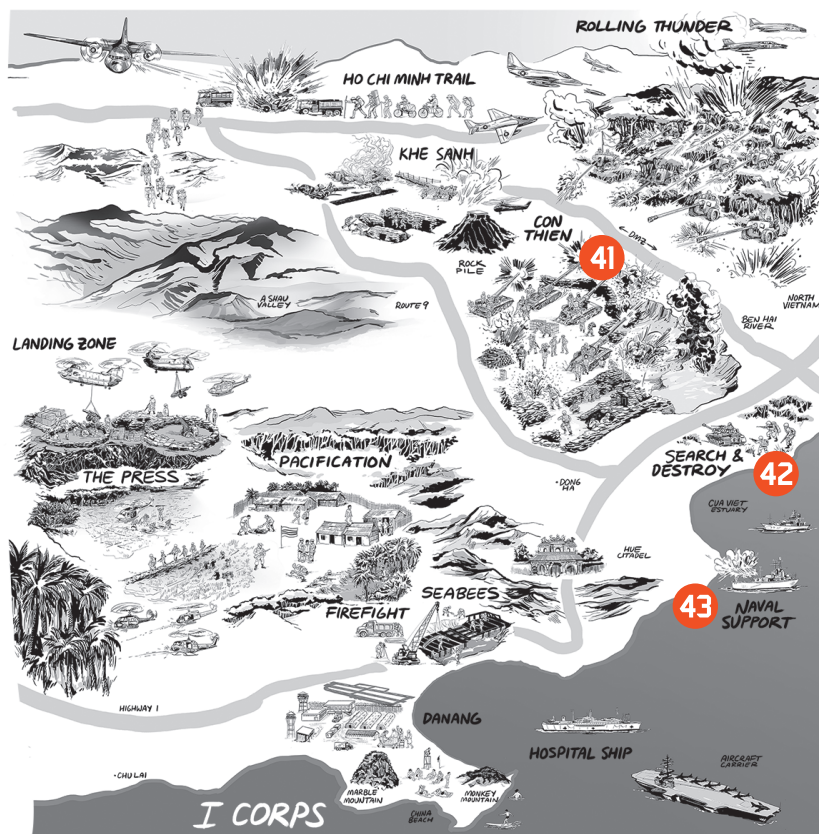 ROLLING THUNDER
HO CHI MINH TRAIL
KHE SANH
CON
THIEN
41
DMZ
ROCK
PILE
A SHAU
VALLEY
ROUTE 9
NORTH
VIETNAM
BEN HAI
RIVER
LANDING ZONE
THE PRESS
PACIFICATION
SEARCH &
DESTROY
42
DONG
HA
CUA VIET
ESTUARY
HUE
CITADEL
SEABEES
FIREFIGHT
43
NAVAL
SUPPORT
HIGHWAY 1
DANANG
HOSPITAL SHIP
AIRCRAFT
CARRIER
CHU LAI
MARBLE
MOUNTAIN
MONKEY
MOUNTAIN
CHINA
BEACH
I CORPS